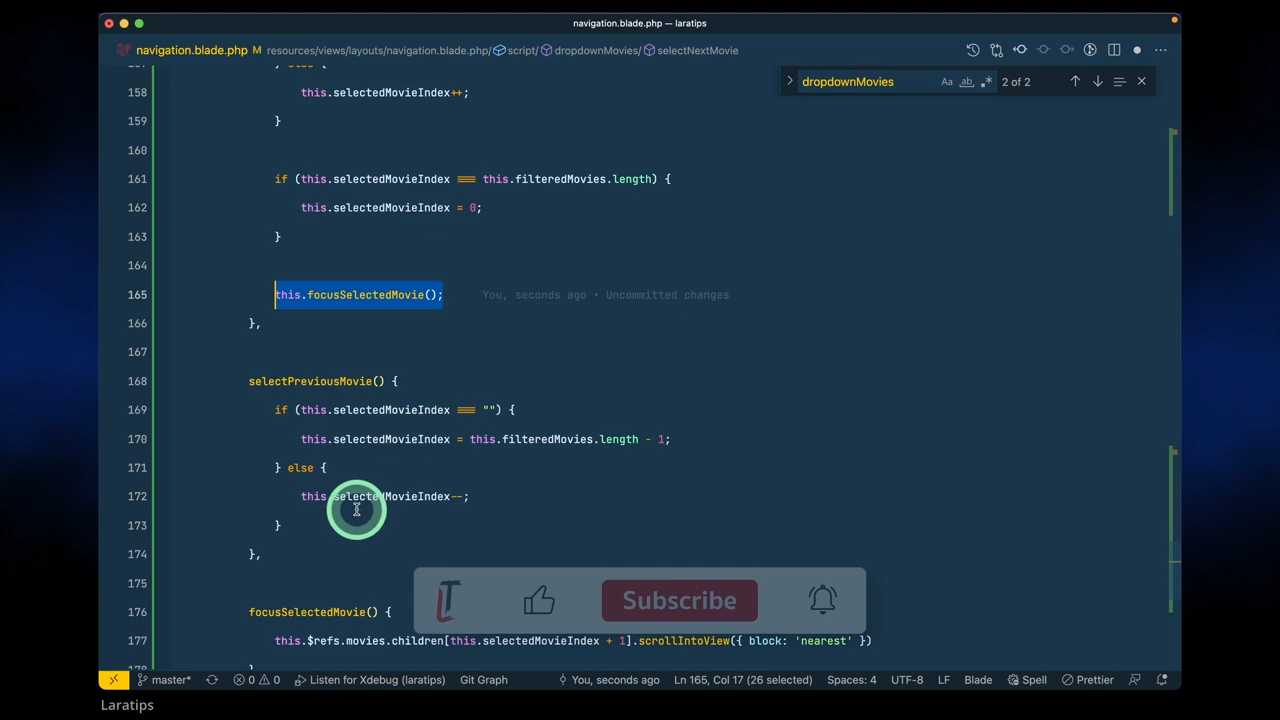 navigation.blade.php — laratips
navigation.blade.php M resources/views/layouts/navigation.blade.php/ script/ dropdownMovies/ selectNextMovie
dropdownMovies Aa ab 2 of 2
157 } else {
158 this.selectedMovieIndex++;
159 }
160
161 if (this.selectedMovieIndex === this.filteredMovies.length) {
162 this.selectedMovieIndex = 0;
163 }
164
165 this.focusSelectedMovie(); You, seconds ago • Uncommitted changes
166 },
167
168 selectPreviousMovie() {
169 if (this.selectedMovieIndex === "") {
170 this.selectedMovieIndex = this.filteredMovies.length - 1;
171 } else {
172 this.selectedMovieIndex--;
173 }
174 },
175
176 focusSelectedMovie() {
177 this.$refs.movies.children[this.selectedMovieIndex + 1].scrollIntoView({ block: 'nearest' })
178 }
LT Subscribe
master* 0 0 Listen for Xdebug (laratips) Git Graph You, seconds ago Ln 165, Col 17 (26 selected) Spaces: 4 UTF-8 LF Blade Spell Prettier
Laratips